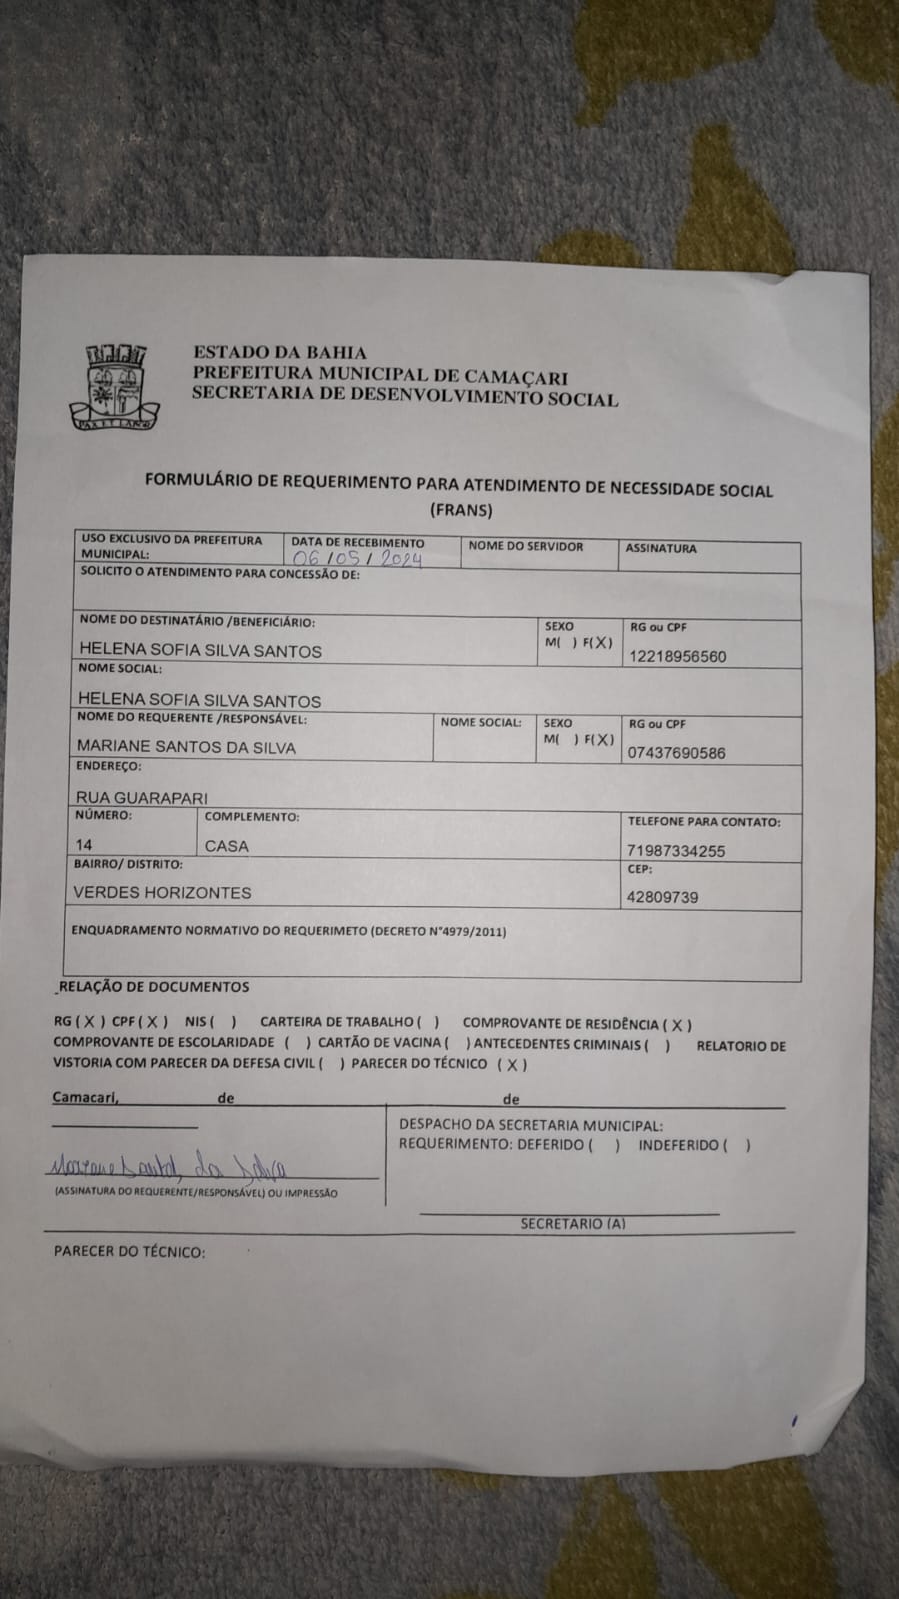 ESTADO DA BAHIA
PREFEITURA MUNICIPAL DE CAMAÇARI
SECRETARIA DE DESENVOLVIMENTO SOCIAL
PAX ET LABOR
FORMULÁRIO DE REQUERIMENTO PARA ATENDIMENTO DE NECESSIDADE SOCIAL
(FRANS)
USO EXCLUSIVO DA PREFEITURA MUNICIPAL: DATA DE RECEBIMENTO 06/05/2024 NOME DO SERVIDOR ASSINATURA
SOLICITO O ATENDIMENTO PARA CONCESSÃO DE:
NOME DO DESTINATÁRIO /BENEFICIÁRIO: SEXO RG ou CPF
HELENA SOFIA SILVA SANTOS M( ) F(X) 12218956560
NOME SOCIAL:
HELENA SOFIA SILVA SANTOS
NOME DO REQUERENTE /RESPONSÁVEL: NOME SOCIAL: SEXO RG ou CPF
MARIANE SANTOS DA SILVA M( ) F(X) 07437690586
ENDEREÇO:
RUA GUARAPARI
NÚMERO: COMPLEMENTO: TELEFONE PARA CONTATO:
14 CASA 71987334255
BAIRRO/ DISTRITO: CEP:
VERDES HORIZONTES 42809739
ENQUADRAMENTO NORMATIVO DO REQUERIMETO (DECRETO N°4979/2011)
RELAÇÃO DE DOCUMENTOS
RG (X) CPF (X) NIS ( ) CARTEIRA DE TRABALHO ( ) COMPROVANTE DE RESIDÊNCIA (X)
COMPROVANTE DE ESCOLARIDADE ( ) CARTÃO DE VACINA ( ) ANTECEDENTES CRIMINAIS ( ) RELATORIO DE
VISTORIA COM PARECER DA DEFESA CIVIL ( ) PARECER DO TÉCNICO (X)
Camacari, de de
DESPACHO DA SECRETARIA MUNICIPAL:
REQUERIMENTO: DEFERIDO ( ) INDEFERIDO ( )
Mariane Santos da Silva
(ASSINATURA DO REQUERENTE/RESPONSÁVEL) OU IMPRESSÃO
SECRETARIO (A)
PARECER DO TÉCNICO: